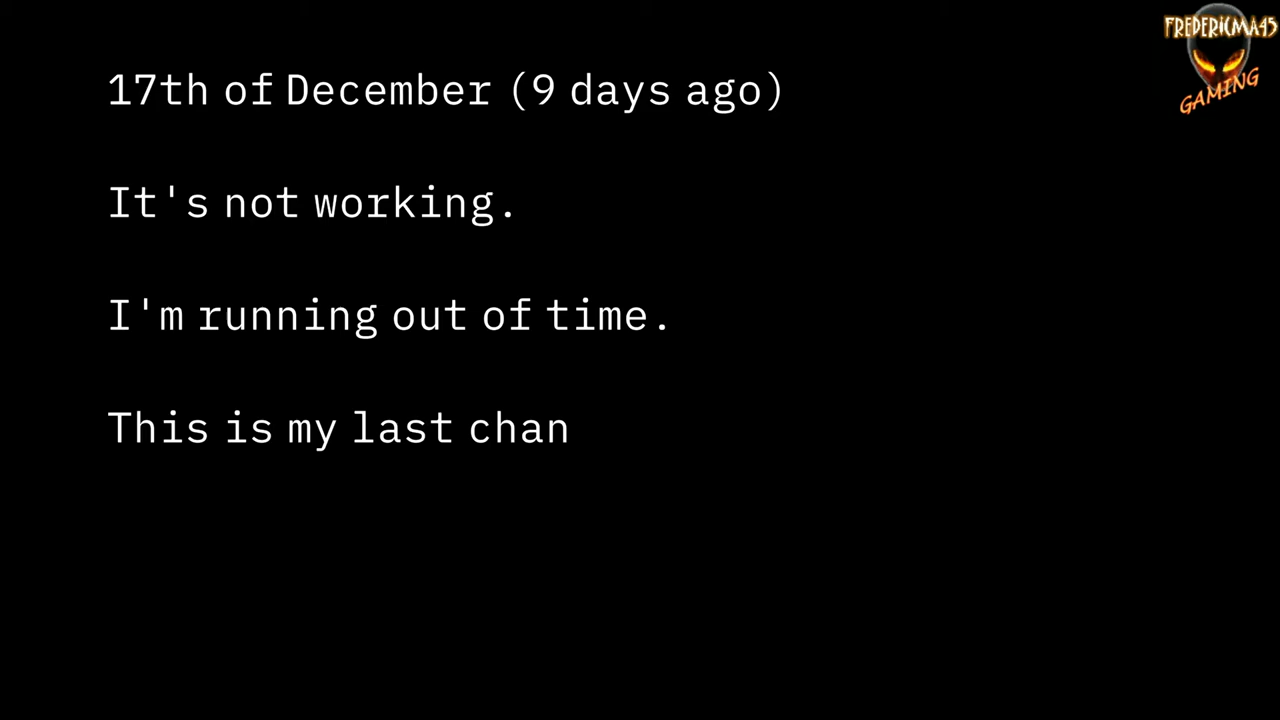 FREDERICMA45
GAMING
17th of December (9 days ago)
It's not working.
I'm running out of time.
This is my last chan